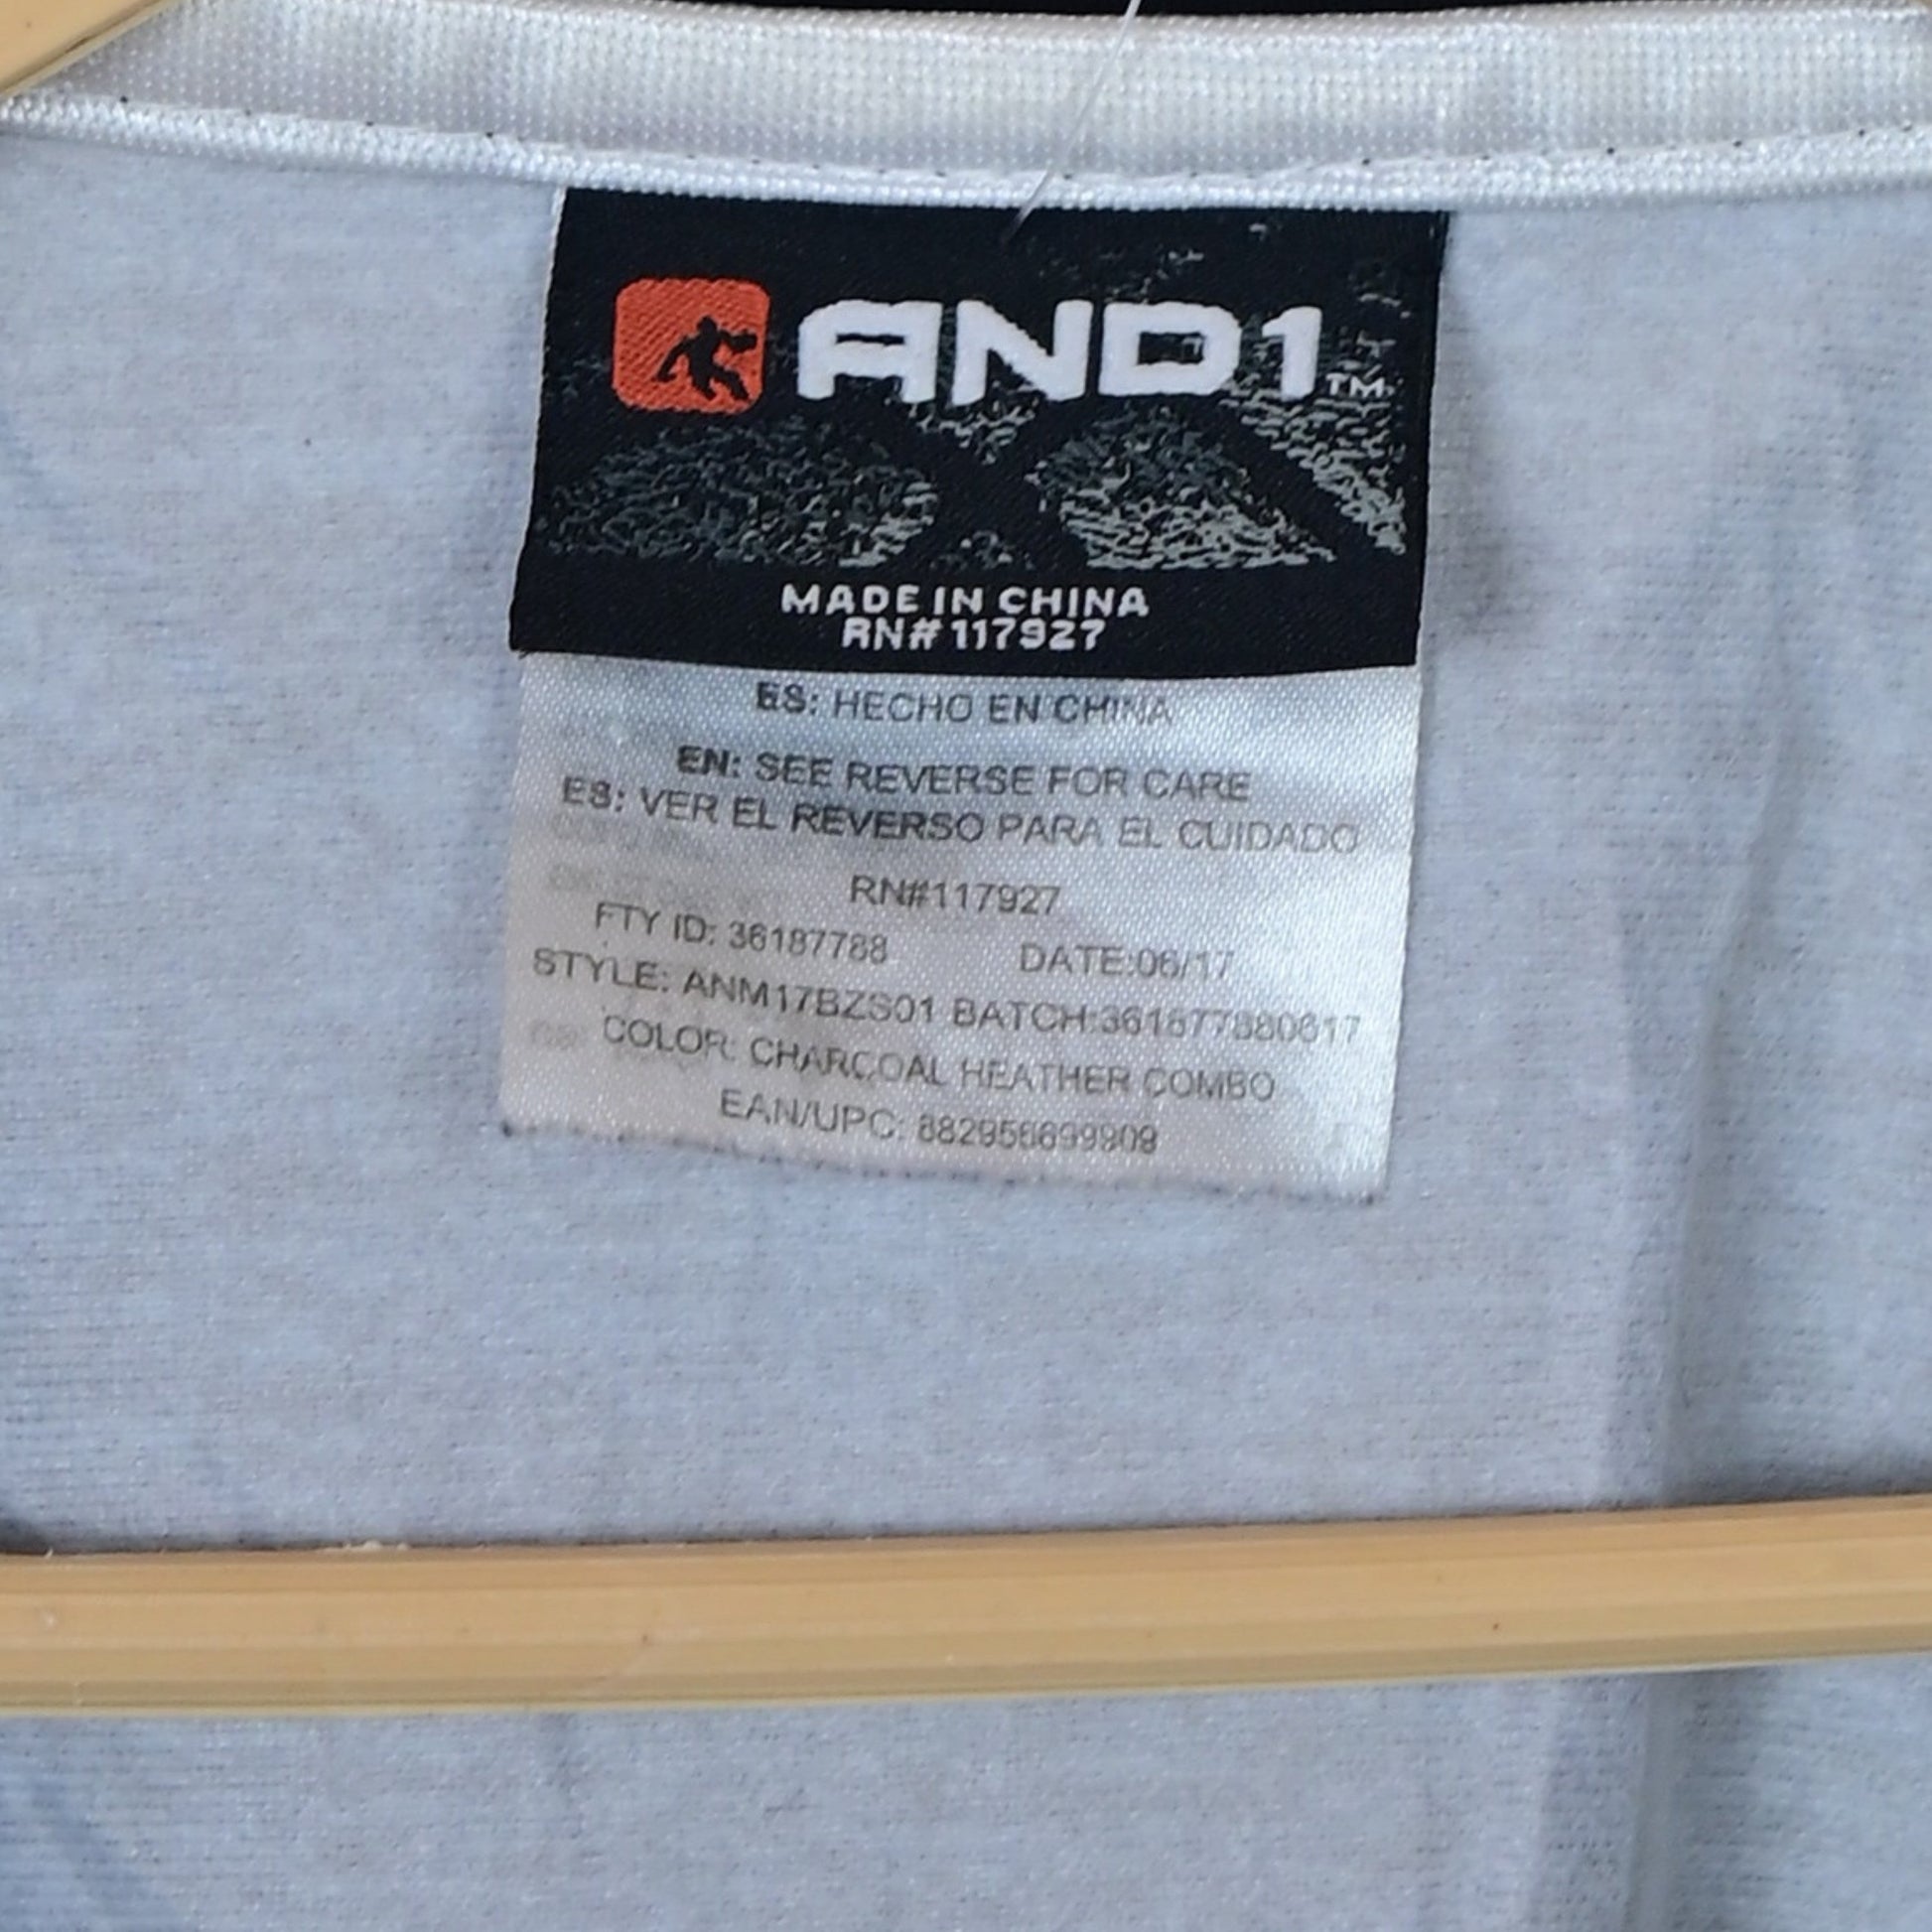 AND1™
MADE IN CHINA
RN# 117927
ES: HECHO EN CHINA
EN: SEE REVERSE FOR CARE
ES: VER EL REVERSO PARA EL CUIDADO
RN#117927
FTY ID: 36187788 DATE:06/17
STYLE: ANM17BZS01 BATCH:361877880617
COLOR: CHARCOAL HEATHER COMBO
EAN/UPC: